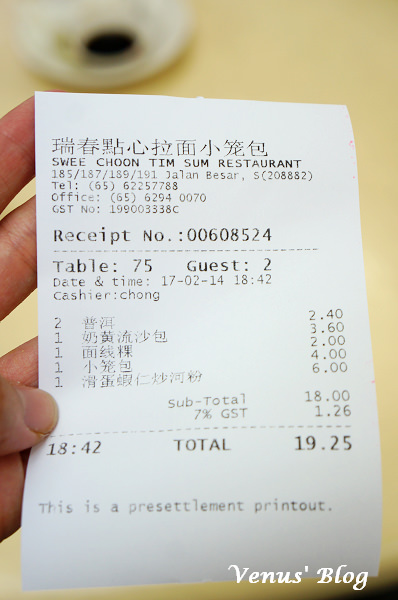 瑞春點心拉面小笼包
SWEE CHOON TIM SUM RESTAURANT
185/187/189/191 Jalan Besar, S(208882)
Tel: (65) 62257788
Office: (65) 6294 0070
GST No: 199003338C
Receipt No.:00608524
Table: 75 Guest: 2
Date & time: 17-02-14 18:42
Cashier:chong
2 普洱 2.40
1 奶黄流沙包 3.60
1 面线粿 2.00
1 小笼包 4.00
1 滑蛋蝦仁炒河粉 6.00
Sub-Total 18.00
7% GST 1.26
18:42 TOTAL 19.25
This is a presettlement printout.
Venus' Blog